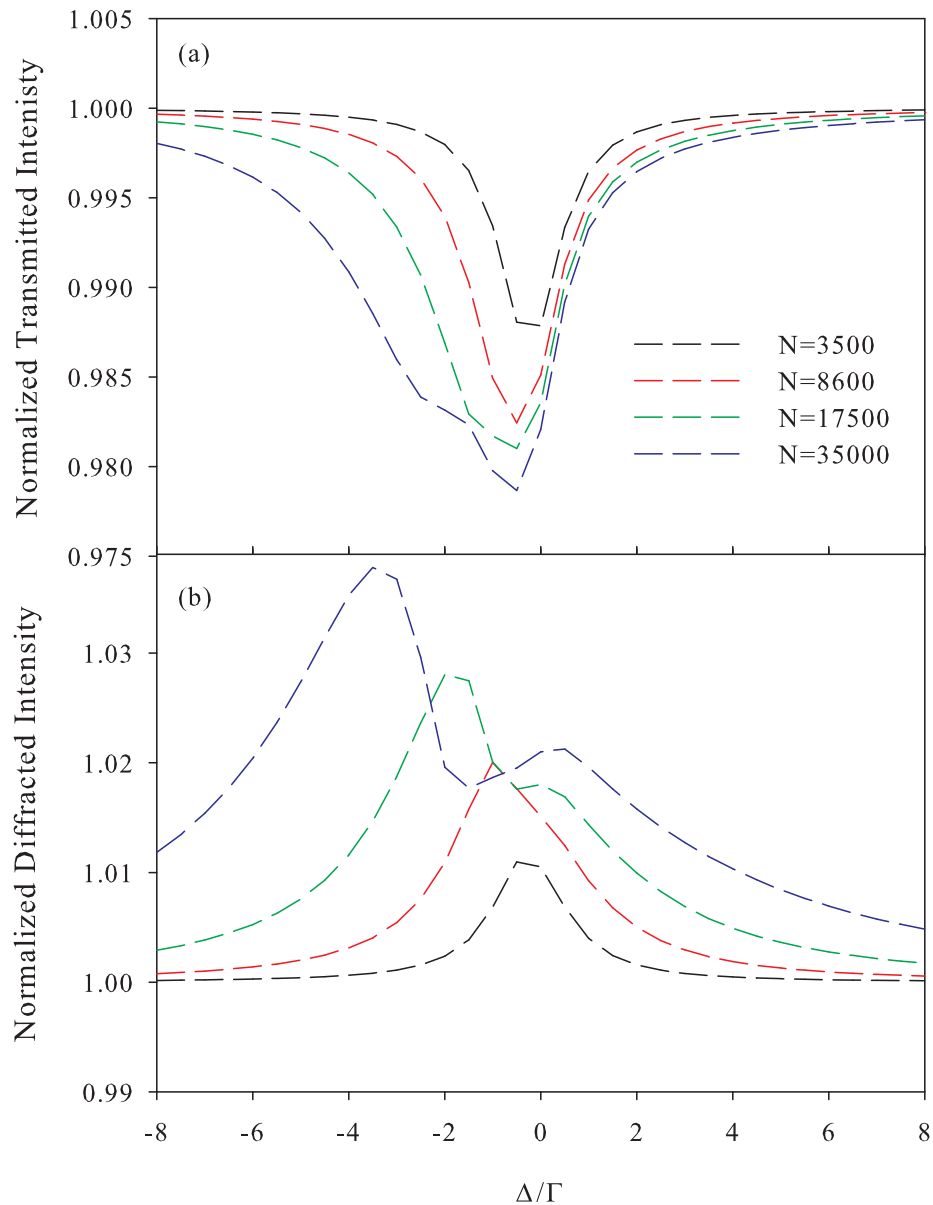 1.005
(a)
1.000
0.995
0.990
0.985
0.980
0.975
Normalized Transmitted Intenisty
N=3500
N=8600
N=17500
N=35000
(b)
1.03
1.02
1.01
1.00
0.99
Normalized Diffracted Intensity
-8 -6 -4 -2 0 2 4 6 8
Δ/Γ